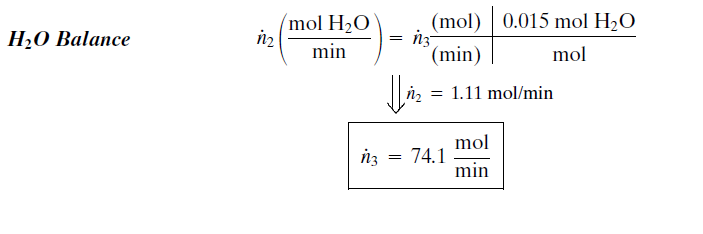 H₂O Balance ṅ₂ (mol H₂O / min) = ṅ₃ (mol) / (min) | 0.015 mol H₂O / mol
⇓ ṅ₂ = 1.11 mol/min
ṅ₃ = 74.1 mol / min